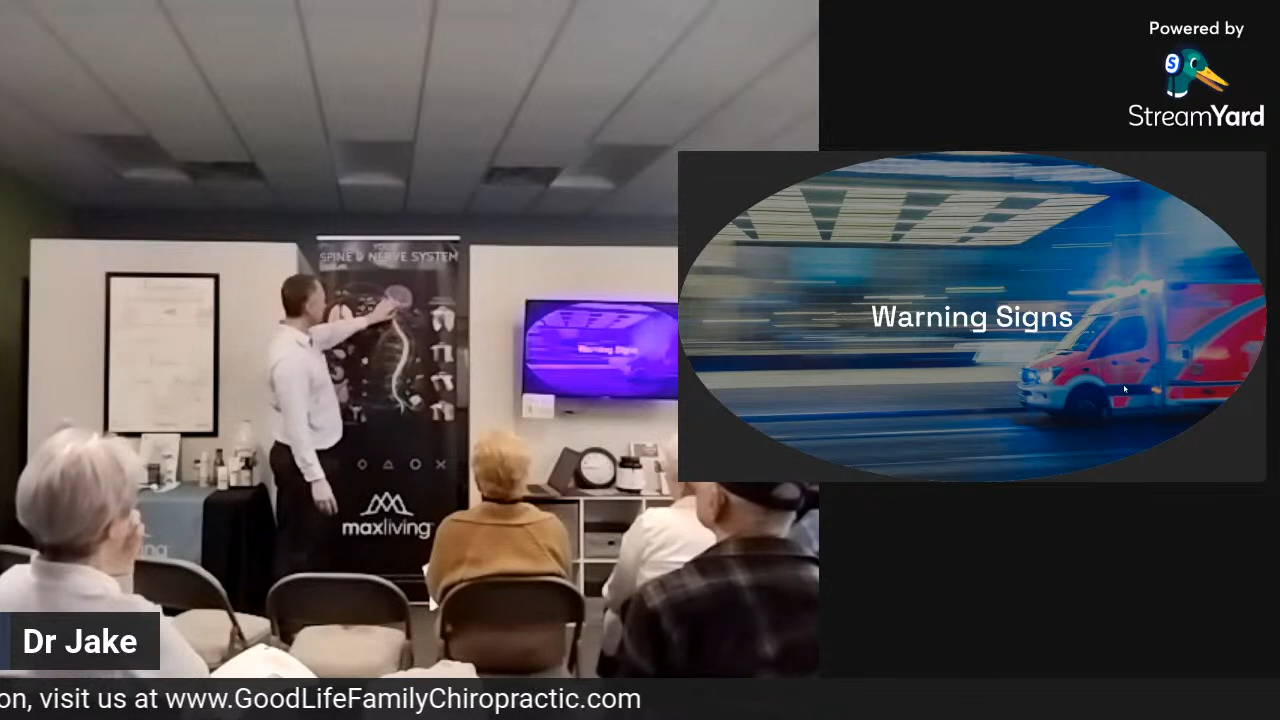 Powered by
StreamYard
SPINE & NERVE SYSTEM
Warning Signs
Warning Signs
maxliving
Dr Jake
on, visit us at www.GoodLifeFamilyChiropractic.com